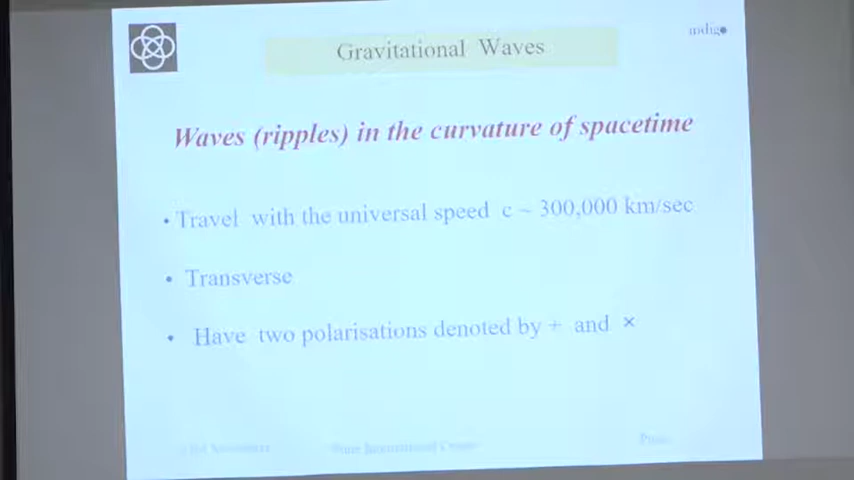 Gravitational Waves
indigo
Waves (ripples) in the curvature of spacetime
• Travel with the universal speed c ~ 300,000 km/sec
• Transverse
• Have two polarisations denoted by + and ×
International